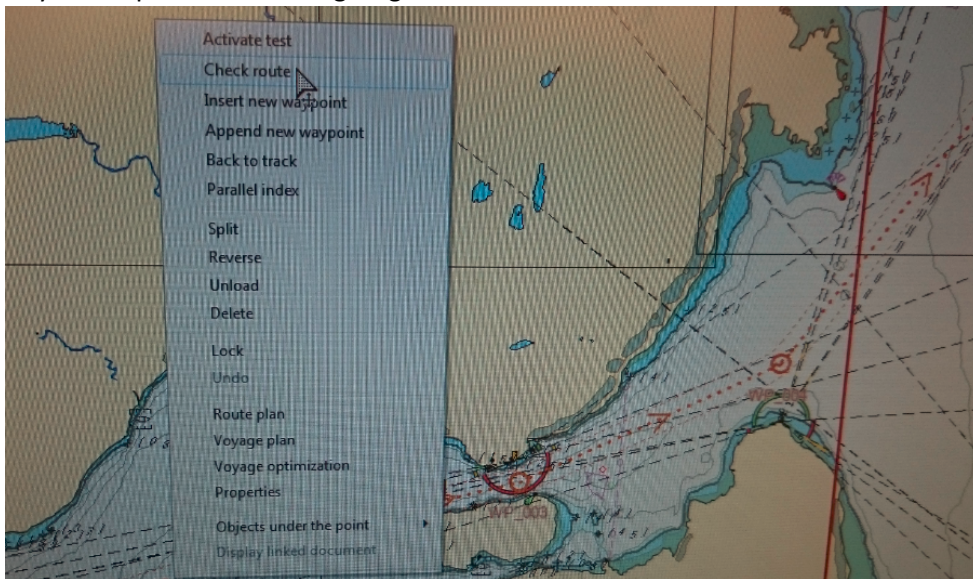 Activate test
Check route
Insert new waypoint
Append new waypoint
Back to track
Parallel index
Split
Reverse
Unload
Delete
Lock
Undo
Route plan
Voyage plan
Voyage optimization
Properties
Objects under the point
Display linked document
WP_003
WP_004